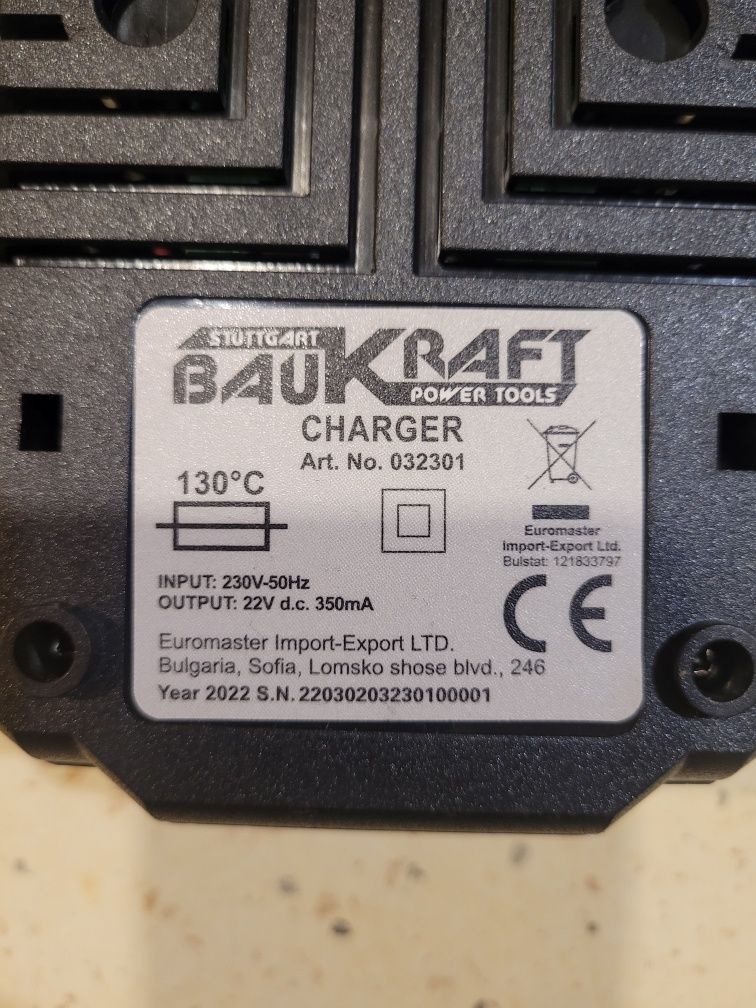 STUTTGART
BAUKRAFT
POWER TOOLS
CHARGER
Art. No. 032301
130°C
Euromaster
Import-Export Ltd.
Bulstat: 121833797
INPUT: 230V-50Hz
OUTPUT: 22V d.c. 350mA
CE
Euromaster Import-Export LTD.
Bulgaria, Sofia, Lomsko shose blvd., 246
Year 2022 S.N. 22030203230100001